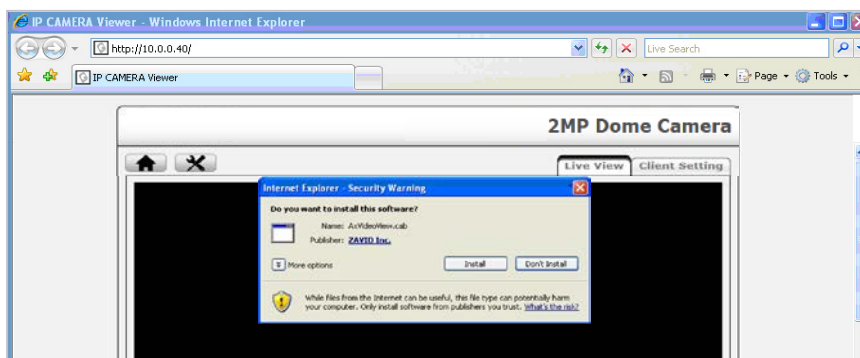 IP CAMERA Viewer - Windows Internet Explorer
http://10.0.0.40/
Live Search
IP CAMERA Viewer
Page
Tools
2MP Dome Camera
Live View
Client Setting
Internet Explorer - Security Warning
Do you want to install this software?
Name: AxVideoView.cab
Publisher: ZAVIO Inc.
More options
Install
Don't Install
While files from the Internet can be useful, this file type can potentially harm
your computer. Only install software from publishers you trust. What's the risk?